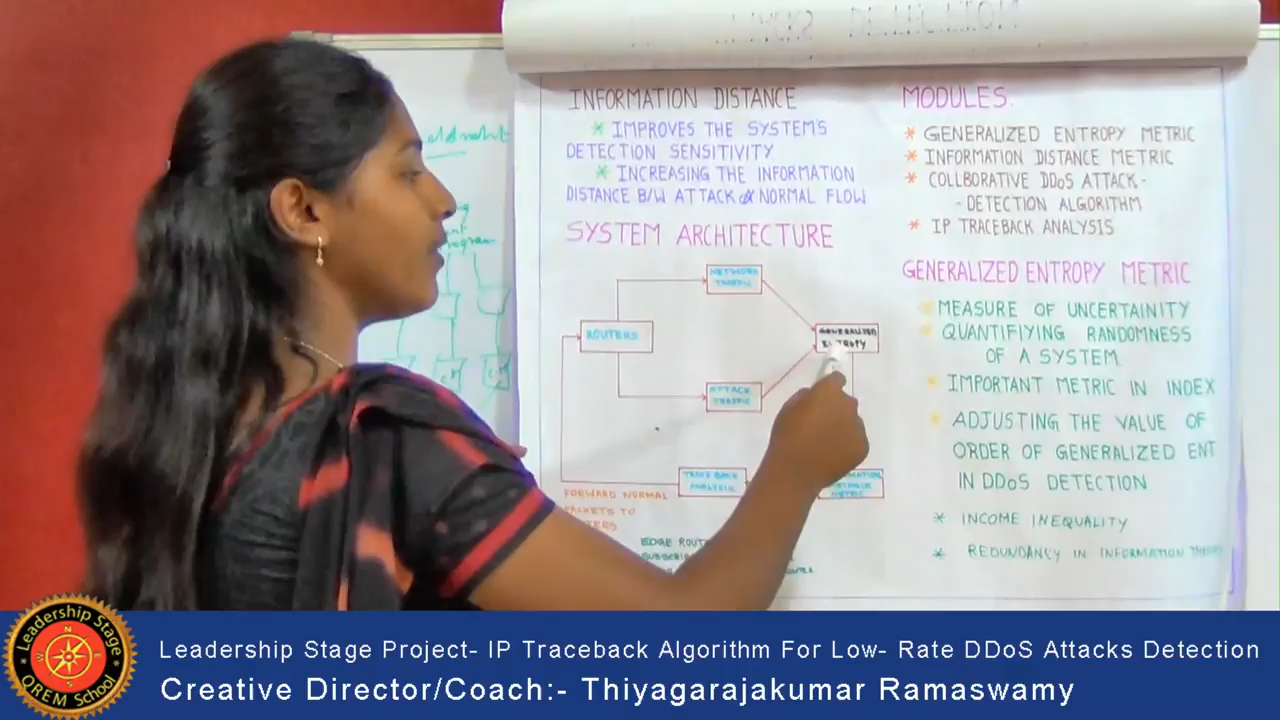 DETECTION
INFORMATION DISTANCE
* IMPROVES THE SYSTEM'S
DETECTION SENSITIVITY
* INCREASING THE INFORMATION
DISTANCE B/W ATTACK & NORMAL FLOW
SYSTEM ARCHITECTURE
NETWORK
TRAFFIC
ROUTERS
GENERALIZED
ENTROPY
ATTACK
TRAFFIC
TRACE BACK
ANALYSIS
METRIC
FORWARD NORMAL
PACKETS TO
EDGE
MODULES.
* GENERALIZED ENTROPY METRIC
* INFORMATION DISTANCE METRIC
* COLLBORATIVE DDoS ATTACK -
- DETECTION ALGORITHM
* IP TRACEBACK ANALYSIS
GENERALIZED ENTROPY METRIC
* MEASURE OF UNCERTAINITY
* QUANTIFIYING RANDOMNESS
OF A SYSTEM.
* IMPORTANT METRIC IN INDEX
* ADJUSTING THE VALUE OF
ORDER OF GENERALIZED ENT
IN DDoS DETECTION
* INCOME INEQUALITY
* REDUNDANCY IN INFORMATION THEORY
Leadership Stage
OREM School
Leadership Stage Project- IP Traceback Algorithm For Low- Rate DDoS Attacks Detection
Creative Director/Coach:- Thiyagarajakumar Ramaswamy